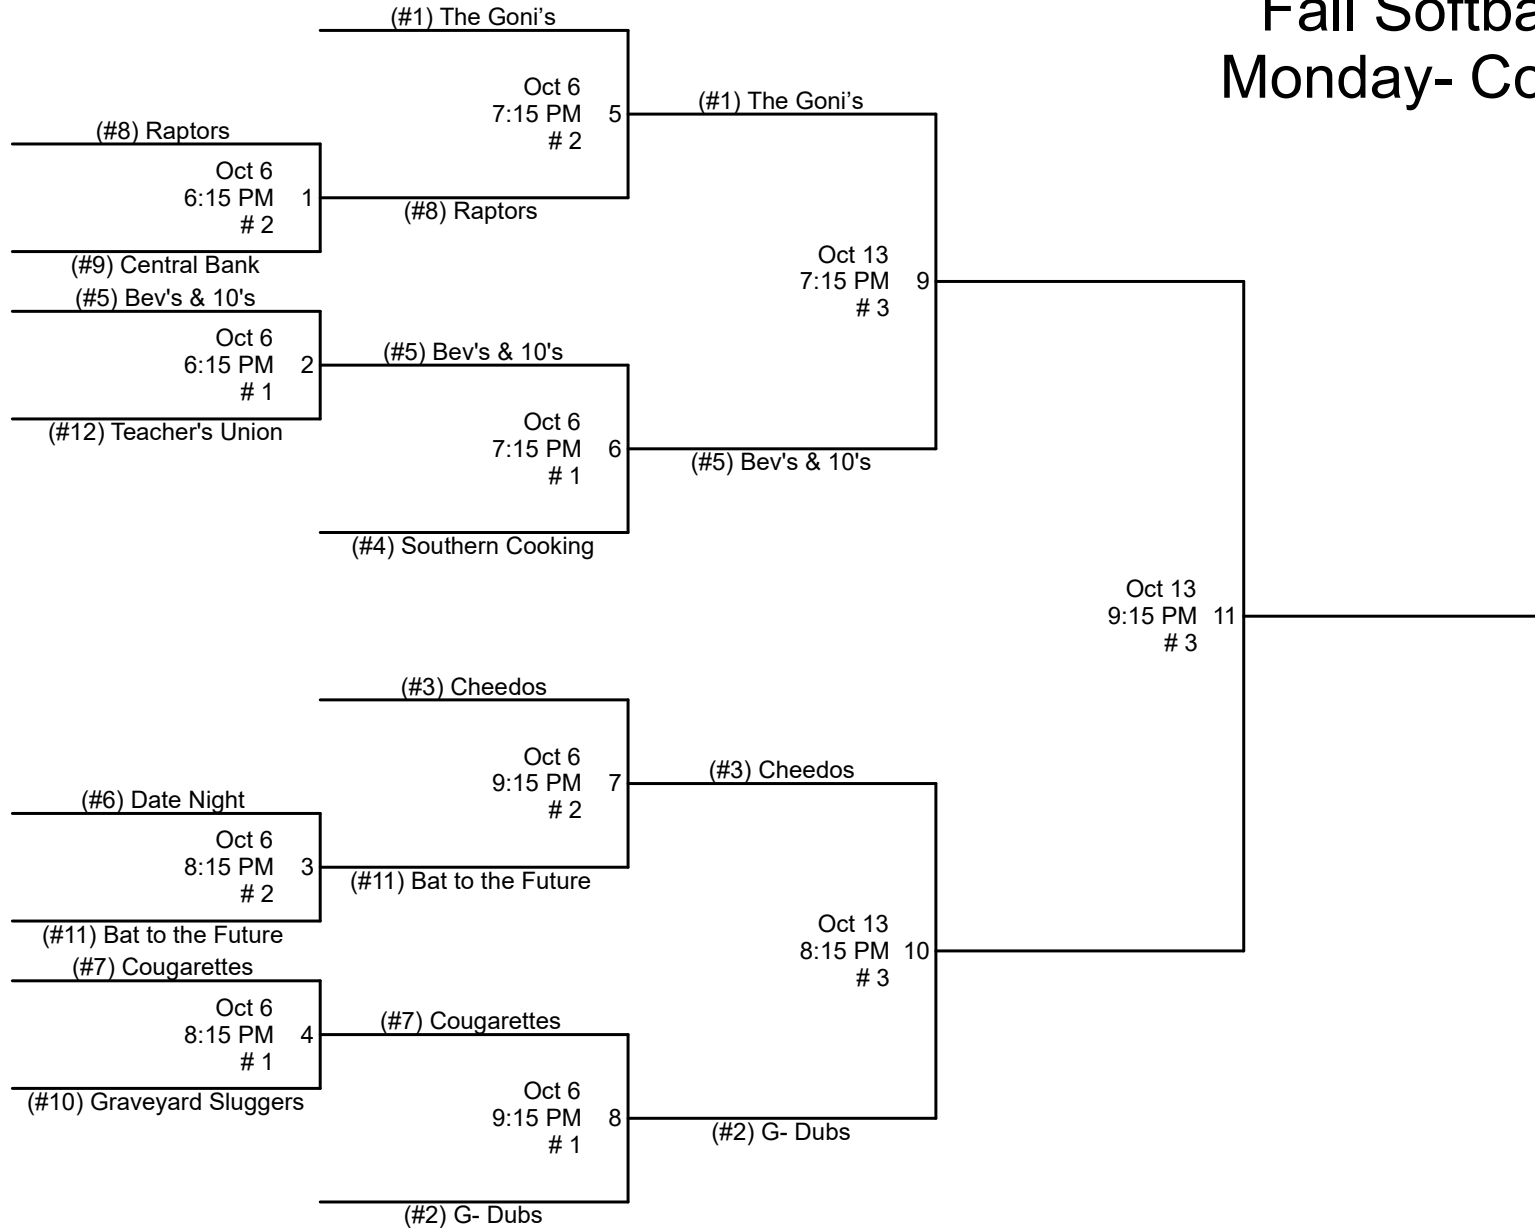 Fall Softba
Monday- Co
(#1) The Goni’s
Oct 6
7:15 PM 5
# 2
(#1) The Goni’s
(#8) Raptors
Oct 6
6:15 PM 1
# 2
(#8) Raptors
(#9) Central Bank
Oct 13
7:15 PM 9
# 3
(#5) Bev's & 10's
Oct 6
6:15 PM 2
# 1
(#5) Bev's & 10's
(#12) Teacher's Union
Oct 6
7:15 PM 6
# 1
(#5) Bev's & 10's
(#4) Southern Cooking
Oct 13
9:15 PM 11
# 3
(#3) Cheedos
Oct 6
9:15 PM 7
# 2
(#3) Cheedos
(#6) Date Night
Oct 6
8:15 PM 3
# 2
(#11) Bat to the Future
(#11) Bat to the Future
Oct 13
8:15 PM 10
# 3
(#7) Cougarettes
Oct 6
8:15 PM 4
# 1
(#7) Cougarettes
(#10) Graveyard Sluggers
Oct 6
9:15 PM 8
# 1
(#2) G- Dubs
(#2) G- Dubs